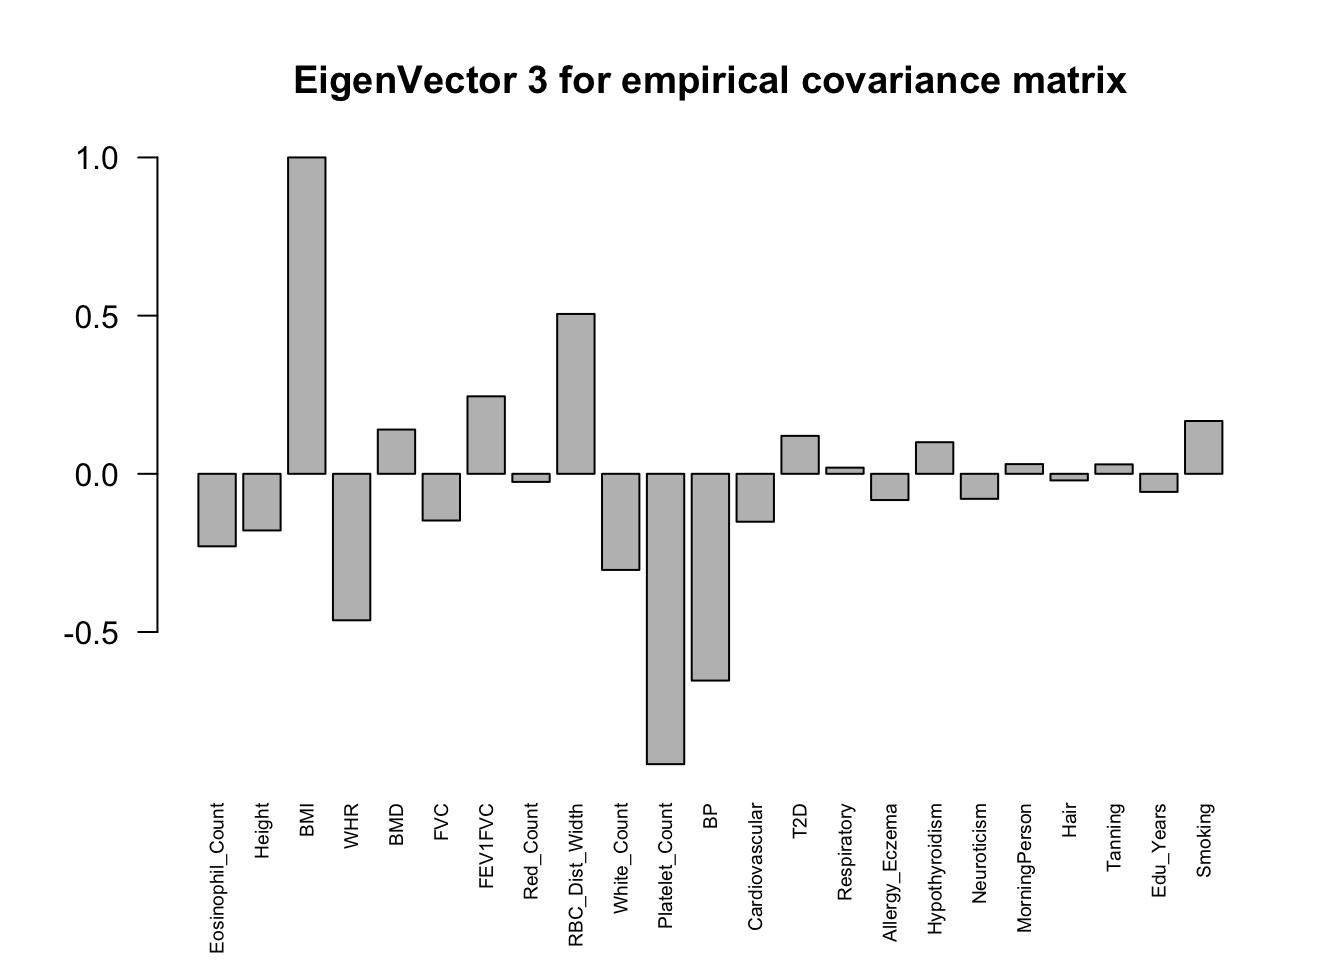 EigenVector 3 for empirical covariance matrix
1.0
0.5
0.0
-0.5
Eosinophil_Count
Height
BMI
WHR
BMD
FVC
FEV1FVC
Red_Count
RBC_Dist_Width
White_Count
Platelet_Count
BP
Cardiovascular
T2D
Respiratory
Allergy_Eczema
Hypothyroidism
Neuroticism
MorningPerson
Hair
Tanning
Edu_Years
Smoking